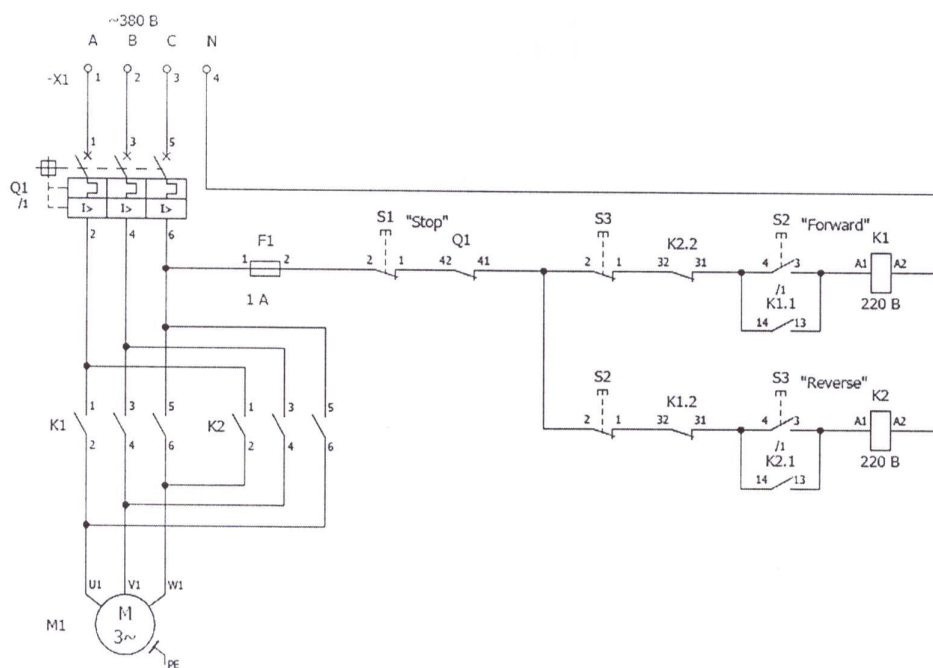 ~380 В
A B C N
-X1 1 2 3 4
1 3 5
Q1
/1
I> I> I>
2 4 6
F1
1 2
1 A
S1 "Stop"
2 1
Q1
42 41
S3
2 1
K2.2
32 31
S2 "Forward"
4 3
/1
K1.1
14 13
K1
A1 A2
220 В
S2
2 1
K1.2
32 31
S3 "Reverse"
4 3
/1
K2.1
14 13
K2
A1 A2
220 В
K1
1 3 5
2 4 6
K2
1 3 5
2 4 6
U1 V1 W1
M1
M
3~
PE